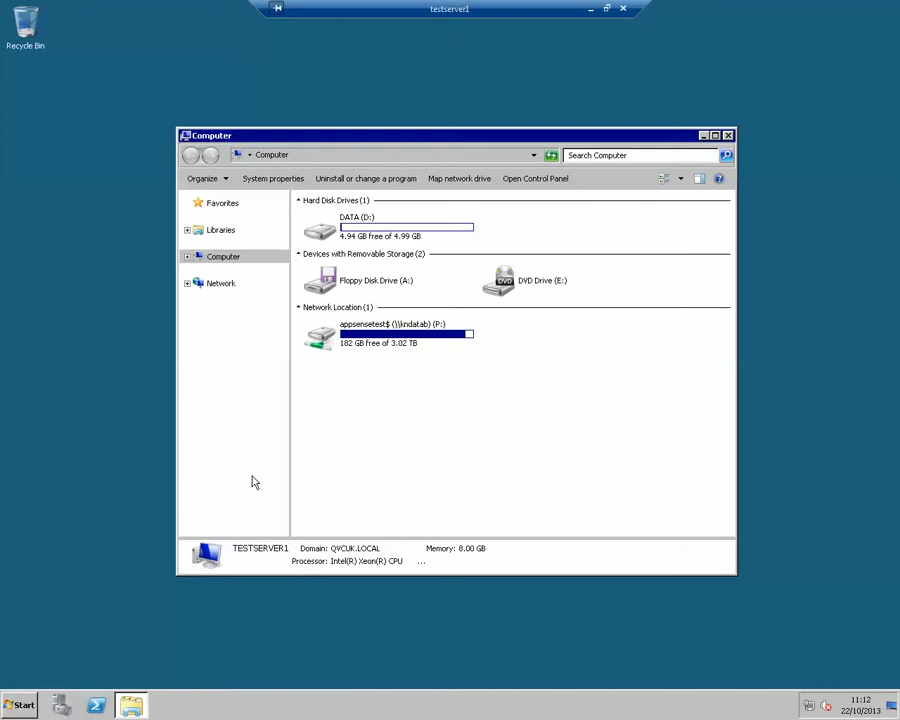 testserver1
Recycle Bin
Computer
Computer
Search Computer
Organize System properties Uninstall or change a program Map network drive Open Control Panel
Favorites
Libraries
Computer
Network
Hard Disk Drives (1)
DATA (D:)
4.94 GB free of 4.99 GB
Devices with Removable Storage (2)
Floppy Disk Drive (A:)
DVD
DVD Drive (E:)
Network Location (1)
appsensetest$ (\\kndatab) (P:)
182 GB free of 3.02 TB
TESTSERVER1 Domain: QVCUK.LOCAL Memory: 8.00 GB
Processor: Intel(R) Xeon(R) CPU ...
Start
11:12
22/10/2013